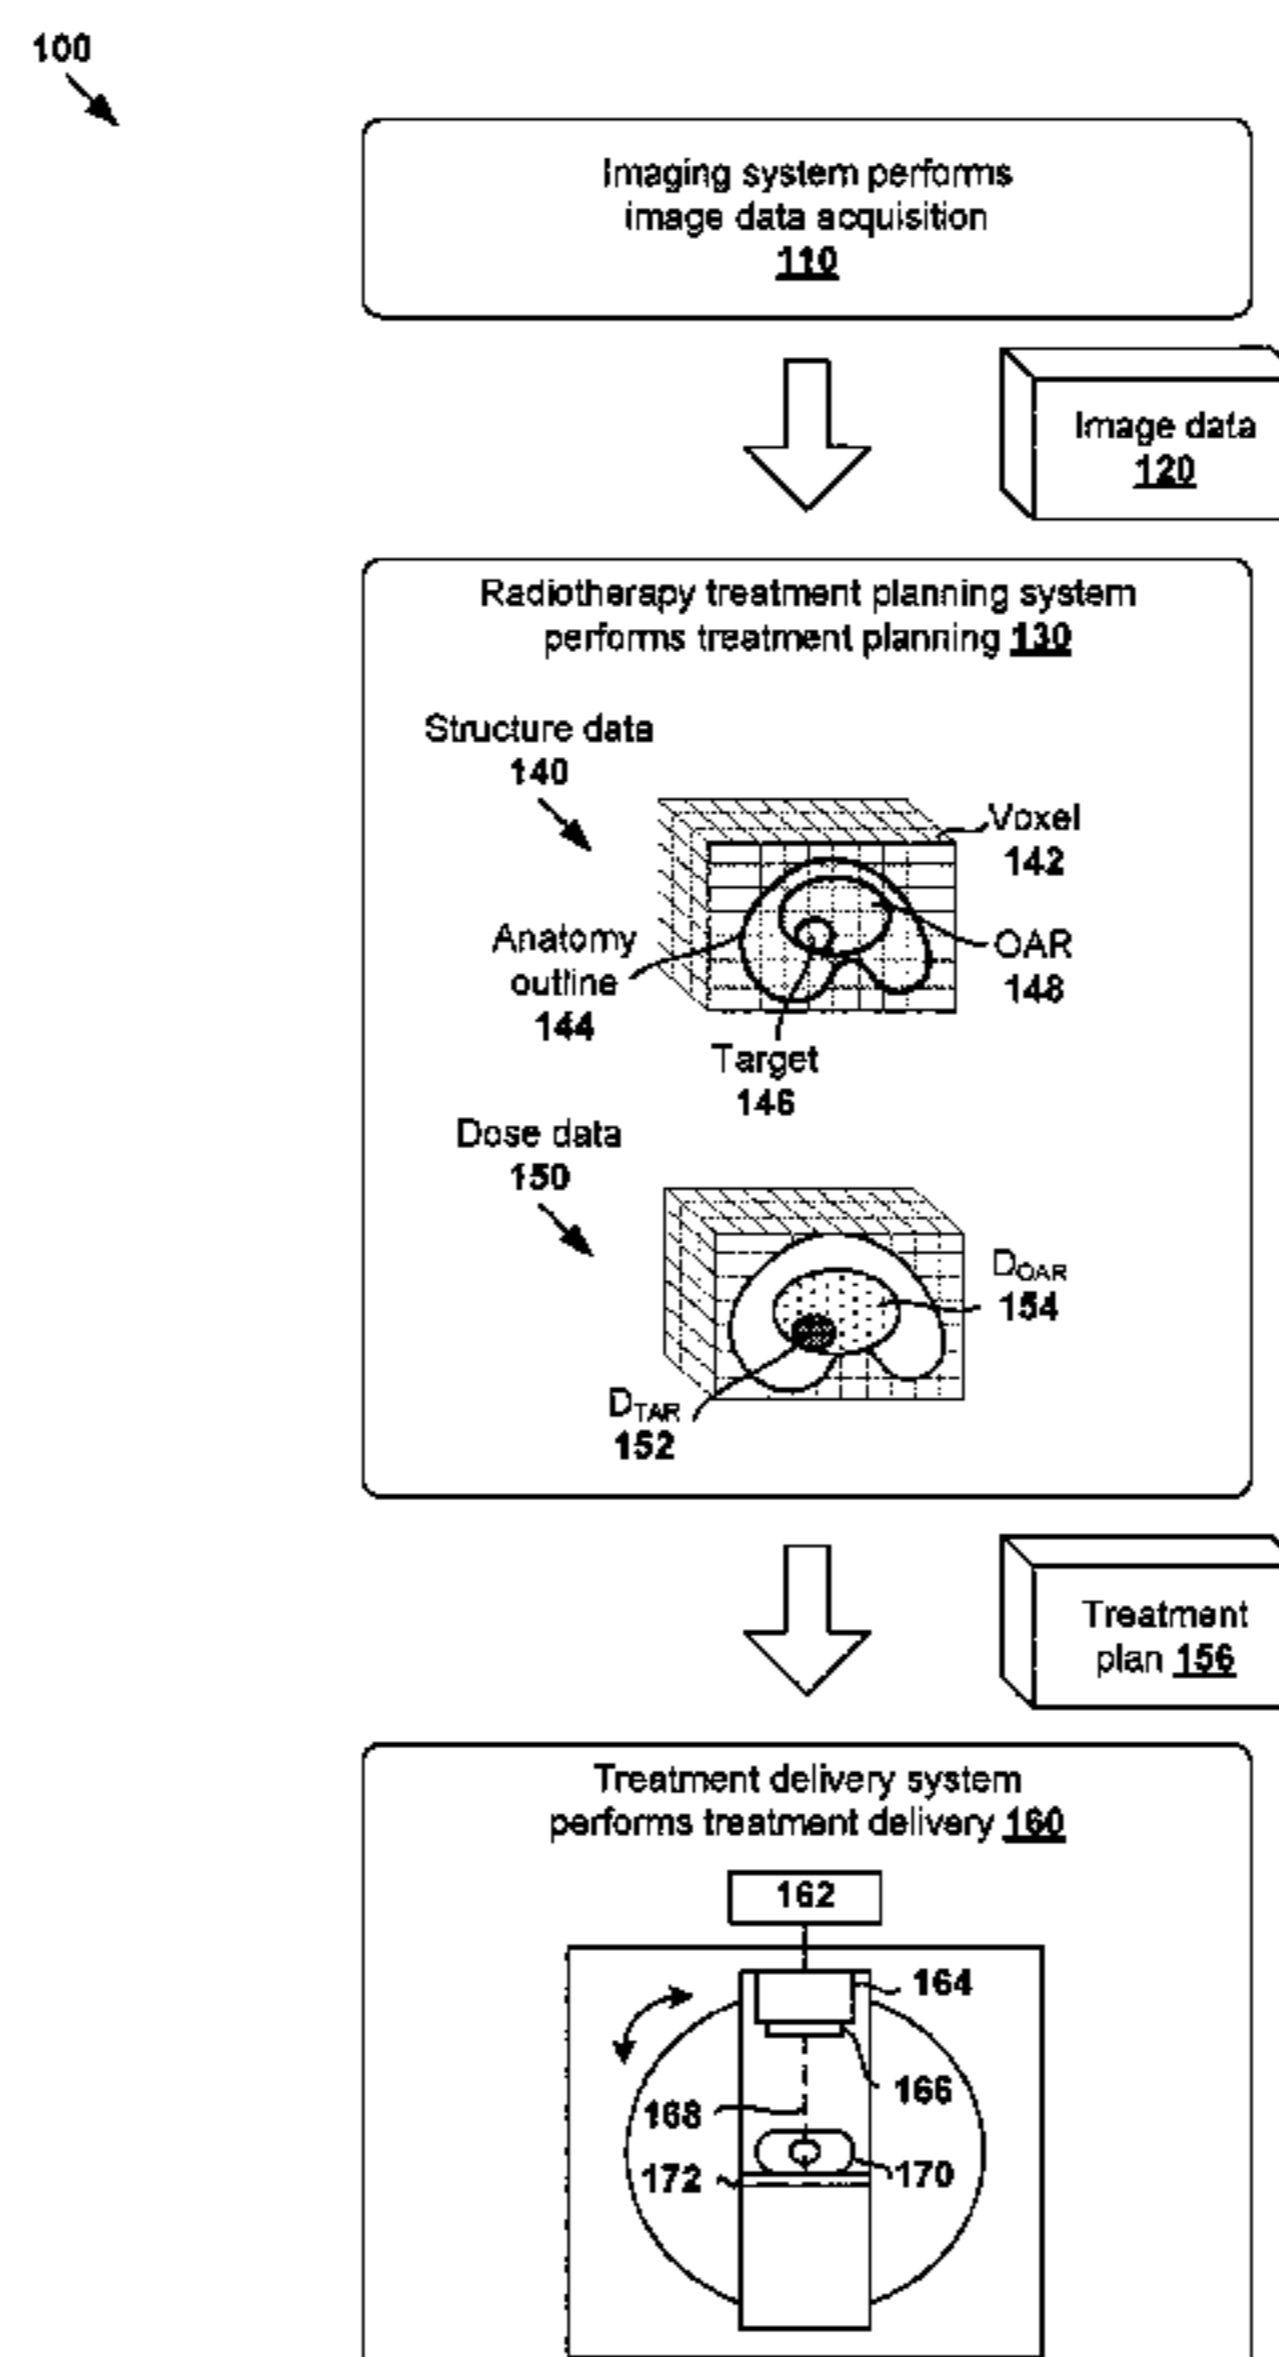 100
Imaging system performs
image data acquisition
110
Image data
120
Radiotherapy treatment planning system
performs treatment planning 130
Structure data
140
Voxel
142
Anatomy
outline
144
OAR
148
Target
146
Dose data
150
DOAR
154
DTAR
152
Treatment
plan 156
Treatment delivery system
performs treatment delivery 160
162
164
166
168
170
172